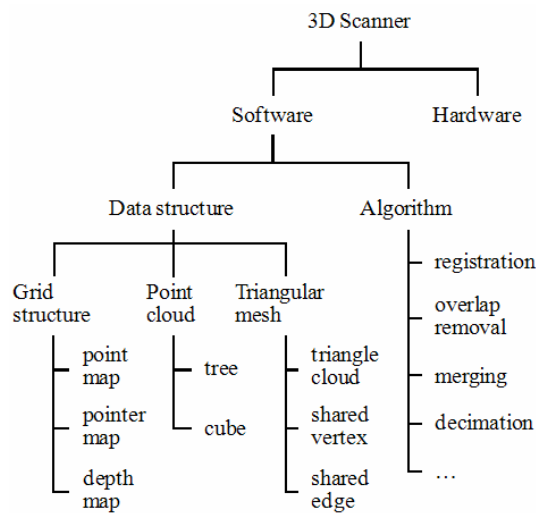 3D Scanner
Software
Hardware
Data structure
Algorithm
Grid
structure
point
map
pointer
map
depth
map
Point
cloud
tree
cube
Triangular
mesh
triangle
cloud
shared
vertex
shared
edge
registration
overlap
removal
merging
decimation
...